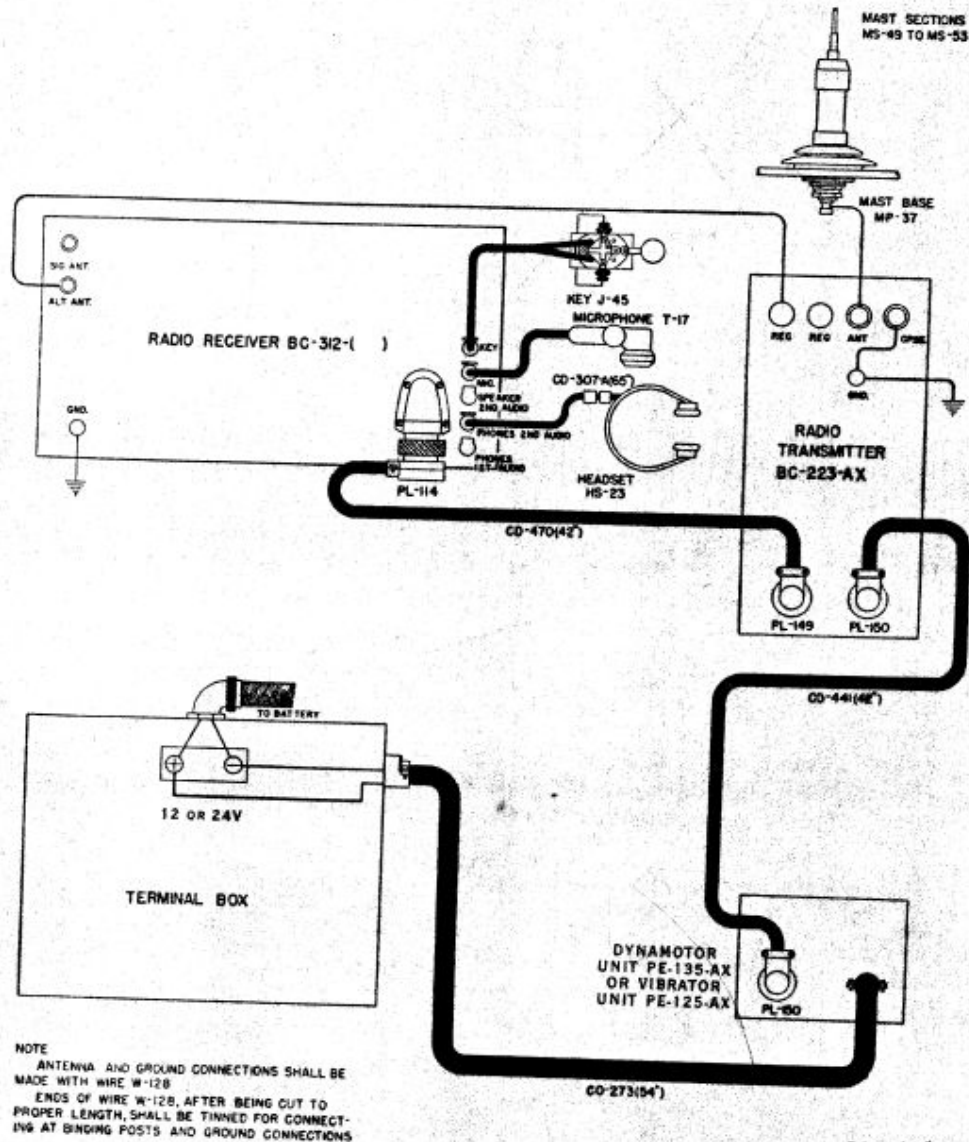 MAST SECTIONS
MS-49 TO MS-53
MAST BASE
MP-37
SIG ANT.
ALT ANT.
RADIO RECEIVER BC-312-( )
GND.
KEY J-45
MICROPHONE T-17
KEY
MIC.
SPEAKER
2ND AUDIO
PHONES 2ND AUDIO
PHONES
1ST AUDIO
CD-307-A(65")
HEADSET
HS-23
PL-114
CD-470(42")
REC
REC
ANT
CPSE.
GND.
RADIO
TRANSMITTER
BC-223-AX
PL-149
PL-150
CD-441(42")
TO BATTERY
12 OR 24V
TERMINAL BOX
DYNAMOTOR
UNIT PE-135-AX
OR VIBRATOR
UNIT PE-125-AX
PL-150
CD-273(54")
NOTE
ANTENNA AND GROUND CONNECTIONS SHALL BE
MADE WITH WIRE W-128
ENDS OF WIRE W-128, AFTER BEING CUT TO
PROPER LENGTH, SHALL BE TINNED FOR CONNECT-
ING AT BINDING POSTS AND GROUND CONNECTIONS